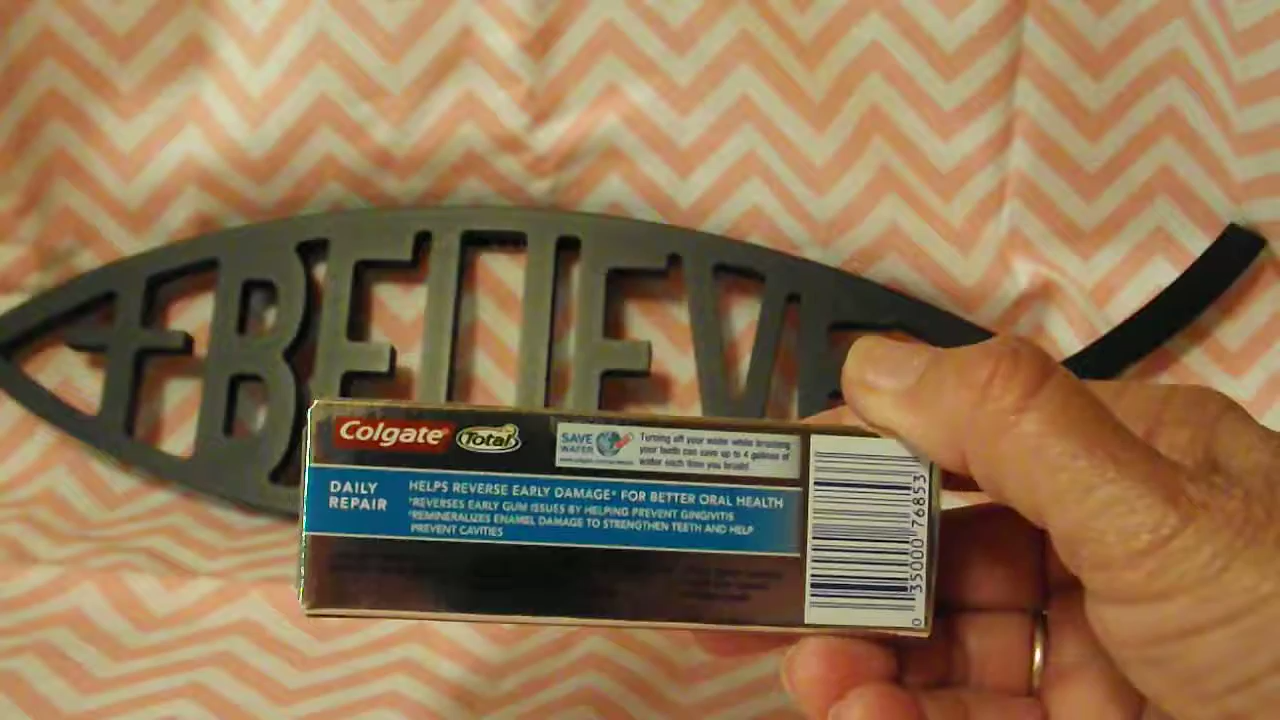 BELIEVE
Colgate Total
SAVE WATER
Turning off your water while brushing
your teeth can save up to 4 gallons of
water each time you brush!
DAILY REPAIR
HELPS REVERSE EARLY DAMAGE* FOR BETTER ORAL HEALTH
*REVERSES EARLY GUM ISSUES BY HELPING PREVENT GINGIVITIS
*REMINERALIZES ENAMEL DAMAGE TO STRENGTHEN TEETH AND HELP
PREVENT CAVITIES
0 35000 76853